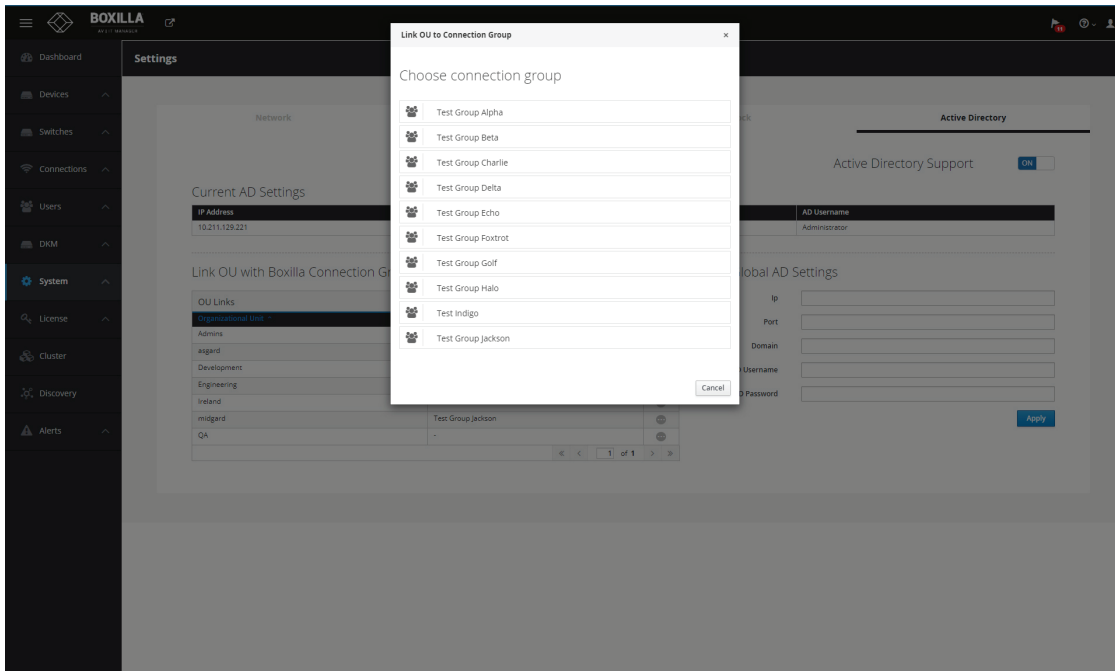 BOXILLA
11
Link OU to Connection Group
×
Dashboard
Settings
Choose connection group
Test Group Alpha
Test Group Beta
Test Group Charlie
Test Group Delta
Test Group Echo
Test Group Foxtrot
Test Group Golf
Test Group Halo
Test Indigo
Test Group Jackson
Cancel
Devices
Switches
Connections
Users
DKM
System
License
Cluster
Discovery
Alerts
Network
Active Directory
Active Directory Support
ON
Current AD Settings
IP Address
AD Username
10.211.129.221
Administrator
Link OU with Boxilla Connection
OU Links
Organizational Unit
Admins
asgard
Development
Engineering
Ireland
midgard
Test Group Jackson
QA
-
1 of 1
AD Settings
Ip
Port
Domain
Username
Password
Apply